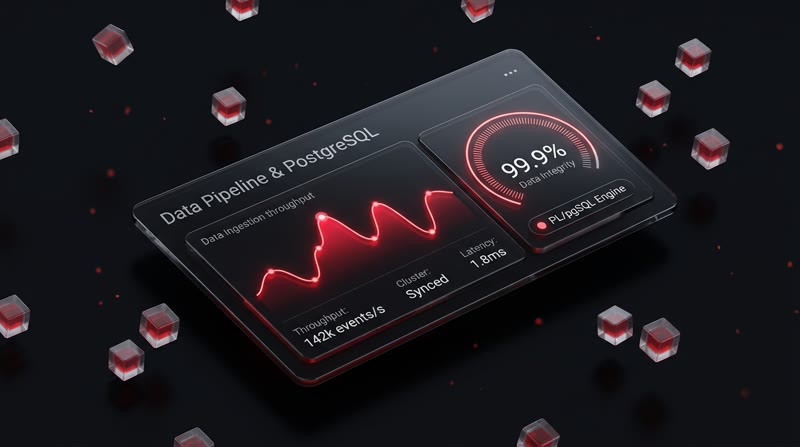 Data Pipeline & PostgreSQL
Data Ingestion throughput
Throughput:
142k events/s
Cluster:
Synced
Latency:
1.8ms
99.9%
Data Integrity
PL/pgSQL Engine